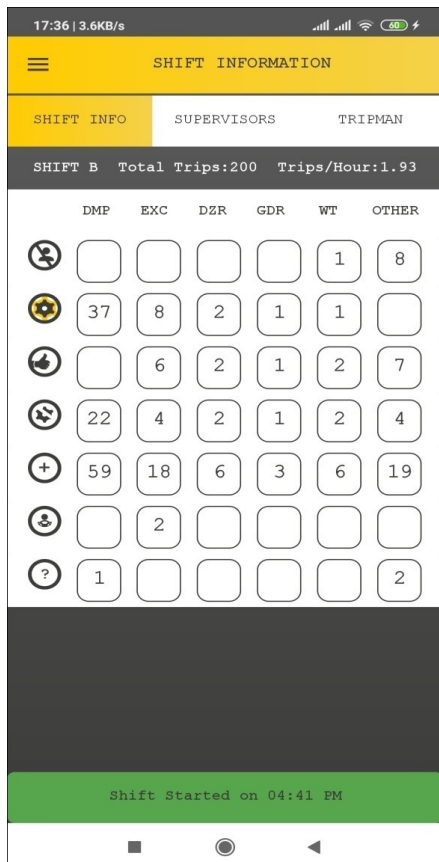 17:36 | 3.6KB/s 60
SHIFT INFORMATION
SHIFT INFO SUPERVISORS TRIPMAN
SHIFT B Total Trips:200 Trips/Hour:1.93
DMP EXC DZR GDR WT OTHER
1 8
37 8 2 1 1
6 2 1 2 7
22 4 2 1 2 4
+ 59 18 6 3 6 19
2
? 1 2
Shift Started on 04:41 PM